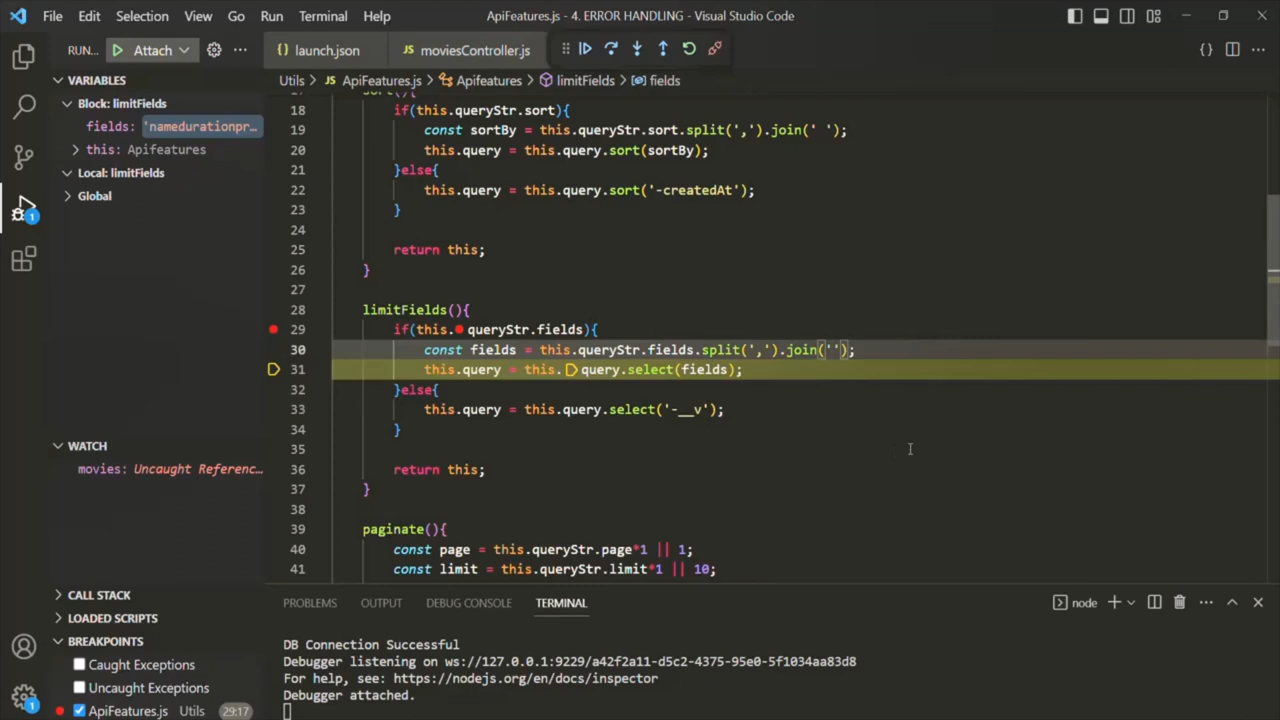 File Edit Selection View Go Run Terminal Help ApiFeatures.js - 4. ERROR HANDLING - Visual Studio Code
RUN... Attach launch.json moviesController.js
VARIABLES
Utils > ApiFeatures.js > Apifeatures > limitFields > fields
Block: limitFields
fields: 'namedurationpr...
this: Apifeatures
Local: limitFields
Global
WATCH
movies: Uncaught Referenc...
CALL STACK
LOADED SCRIPTS
BREAKPOINTS
Caught Exceptions
Uncaught Exceptions
ApiFeatures.js Utils 29:17
1
1
18 if(this.queryStr.sort){
19 const sortBy = this.queryStr.sort.split(',').join(' ');
20 this.query = this.query.sort(sortBy);
21 }else{
22 this.query = this.query.sort('-createdAt');
23 }
24
25 return this;
26 }
27
28 limitFields(){
29 if(this.queryStr.fields){
30 const fields = this.queryStr.fields.split(',').join('');
31 this.query = this.query.select(fields);
32 }else{
33 this.query = this.query.select('-__v');
34 }
35
36 return this;
37 }
38
39 paginate(){
40 const page = this.queryStr.page*1 || 1;
41 const limit = this.queryStr.limit*1 || 10;
PROBLEMS OUTPUT DEBUG CONSOLE TERMINAL node
DB Connection Successful
Debugger listening on ws://127.0.0.1:9229/a42f2a11-d5c2-4375-95e0-5f1034aa83d8
For help, see: https://nodejs.org/en/docs/inspector
Debugger attached.